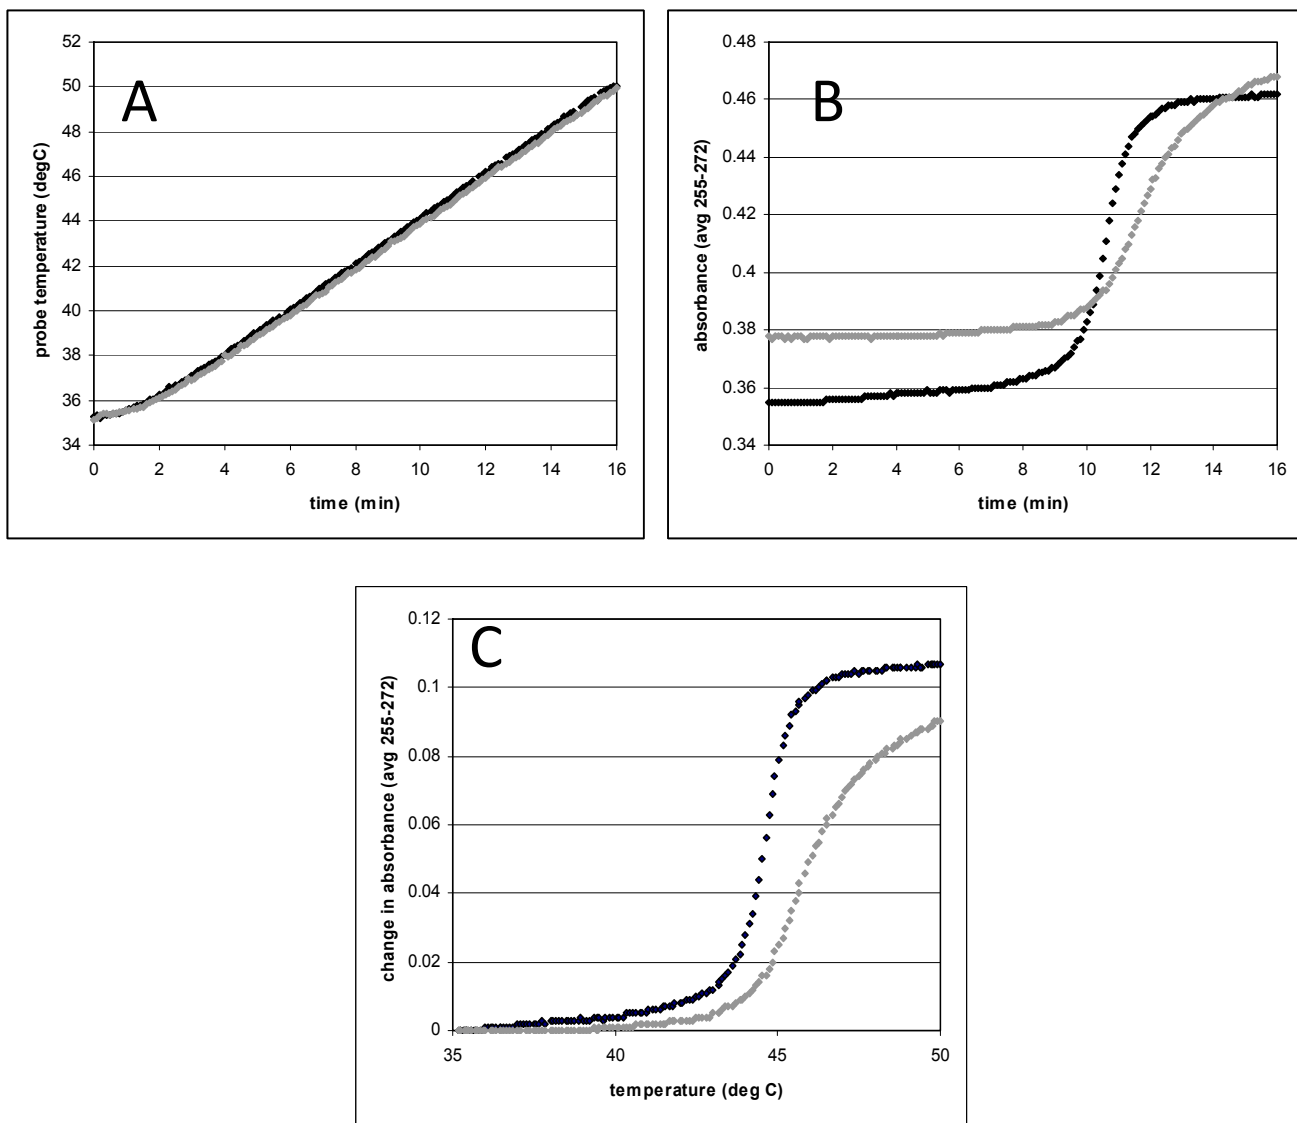 A
probe temperature (degC)
52
50
48
46
44
42
40
38
36
34
0 2 4 6 8 10 12 14 16
time (min)
B
absorbance (avg 255-272)
0.48
0.46
0.44
0.42
0.4
0.38
0.36
0.34
0 2 4 6 8 10 12 14 16
time (min)
C
change in absorbance (avg 255-272)
0.12
0.1
0.08
0.06
0.04
0.02
0
35 40 45 50
temperature (deg C)